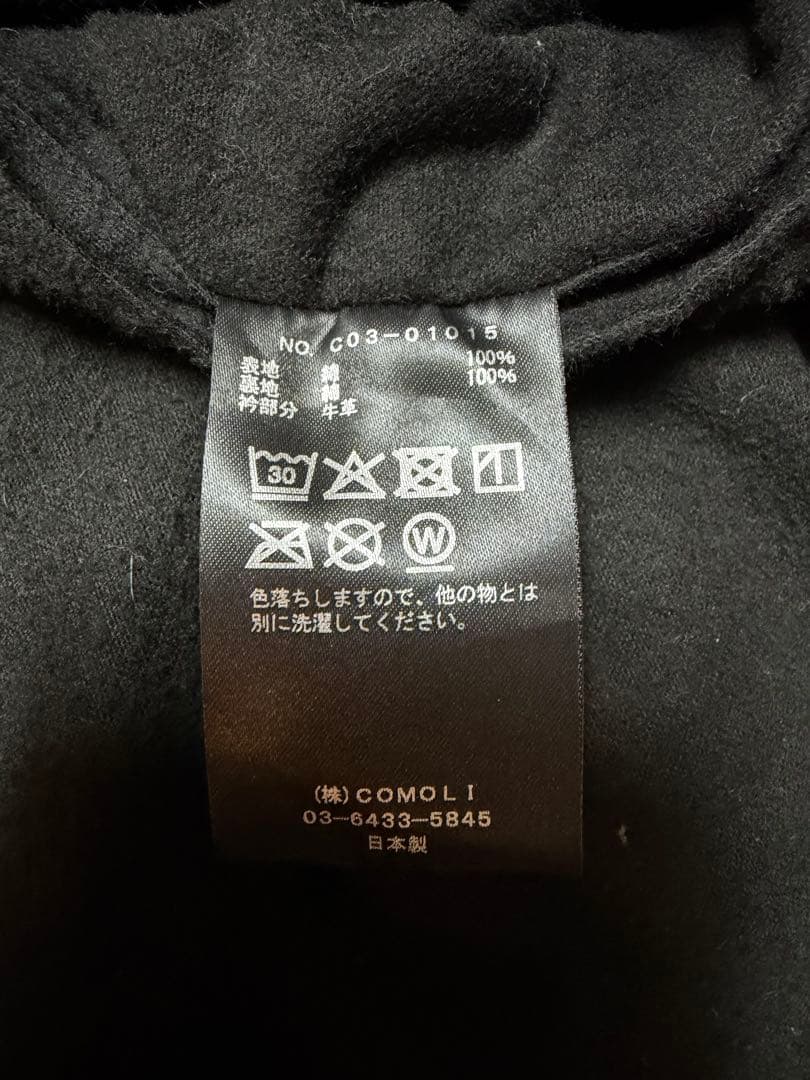 NO. C03-01015
表地 綿 100%
裏地 綿 100%
衿部分 牛革
30
W
色落ちしますので、他の物とは
別に洗濯してください。
(株)COMOLI
03-6433-5845
日本製